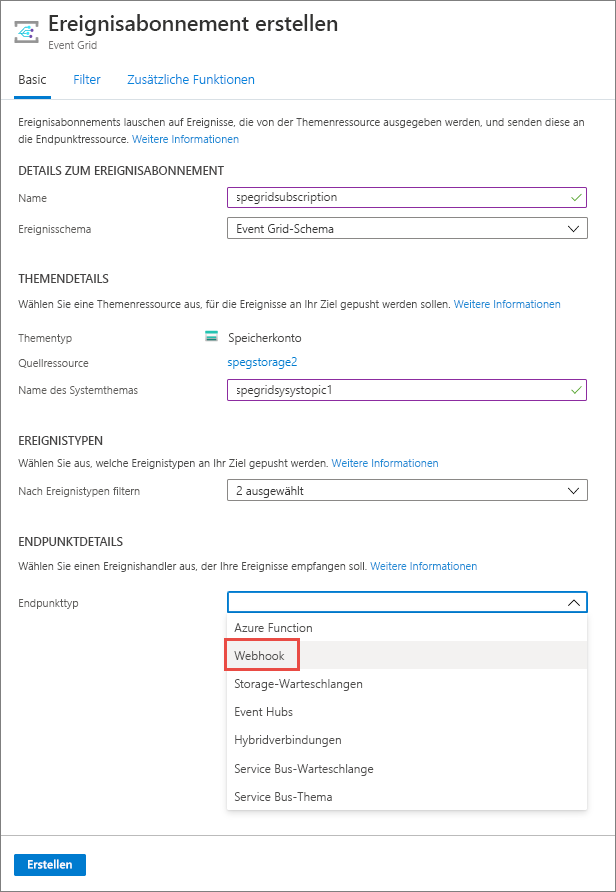 Ereignisabonnement erstellen
Event Grid
Basic Filter Zusätzliche Funktionen
Ereignisabonnements lauschen auf Ereignisse, die von der Themenressource ausgegeben werden, und senden diese an
die Endpunktressource. Weitere Informationen
DETAILS ZUM EREIGNISABONNEMENT
Name spegridsubscription
Ereignisschema Event Grid-Schema
THEMENDETAILS
Wählen Sie eine Themenressource aus, für die Ereignisse an Ihr Ziel gepusht werden sollen. Weitere Informationen
Thementyp Speicherkonto
Quellressource spegstorage2
Name des Systemthemas spegridsysystopic1
EREIGNISTYPEN
Wählen Sie aus, welche Ereignistypen an Ihr Ziel gepusht werden. Weitere Informationen
Nach Ereignistypen filtern 2 ausgewählt
ENDPUNKTDETAILS
Wählen Sie einen Ereignishandler aus, der Ihre Ereignisse empfangen soll. Weitere Informationen
Endpunkttyp
Azure Function
Webhook
Storage-Warteschlangen
Event Hubs
Hybridverbindungen
Service Bus-Warteschlange
Service Bus-Thema
Erstellen